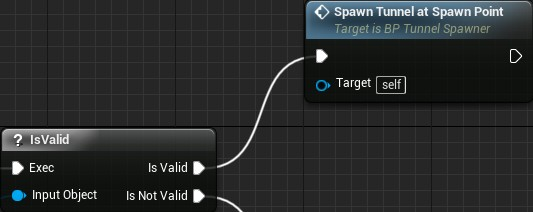 Spawn Tunnel at Spawn Point
Target is BP Tunnel Spawner
Target self
? IsValid
Exec Is Valid
Input Object Is Not Valid